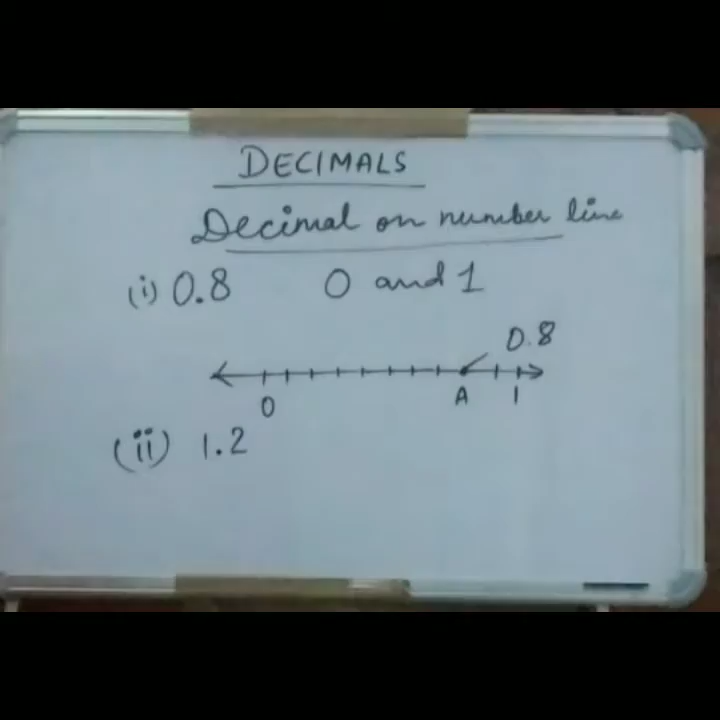 DECIMALS
Decimal on number line
(i) 0.8 0 and 1
0.8
0 A 1
(ii) 1.2